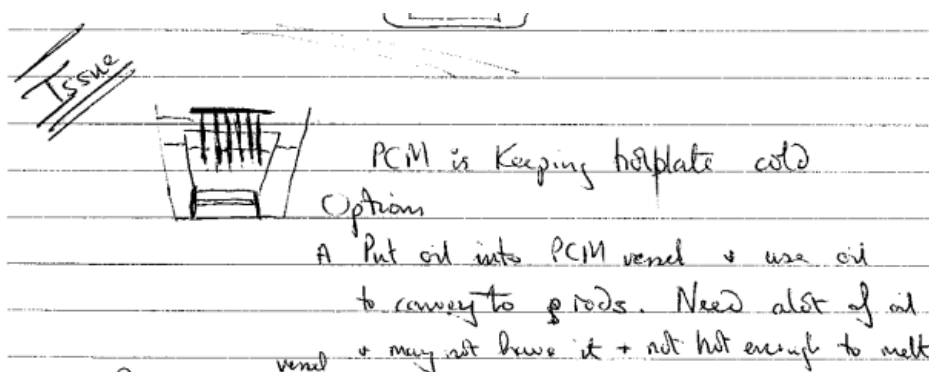 Issue
PCM is Keeping hotplate cold
Options
A Put oil into PCM vessel & use oil
to convey to rods. Need alot of oil
& may not have it + not hot enough to melt
vessel